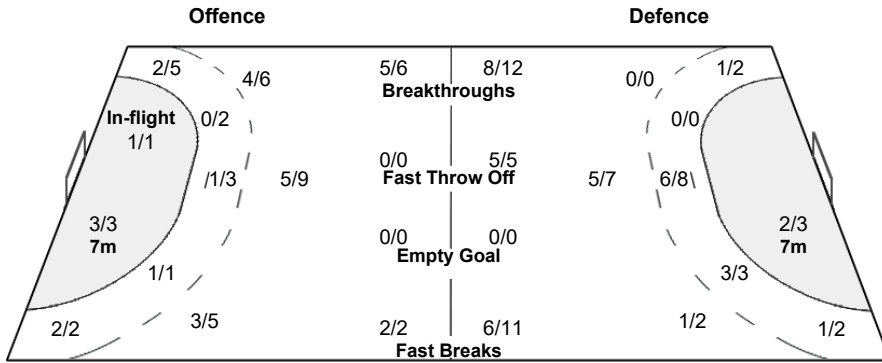 Offence Defence
2/5 4/6 5/6 8/12 0/0 1/2
Breakthroughs
In-flight 0/2 0/0
1/1
0/0 5/5
1/3 5/9 Fast Throw Off 5/7 6/8
3/3 2/3
7m 7m
0/0 0/0
Empty Goal
1/1 3/3
2/2 3/5 2/2 6/11 1/2 1/2
Fast Breaks